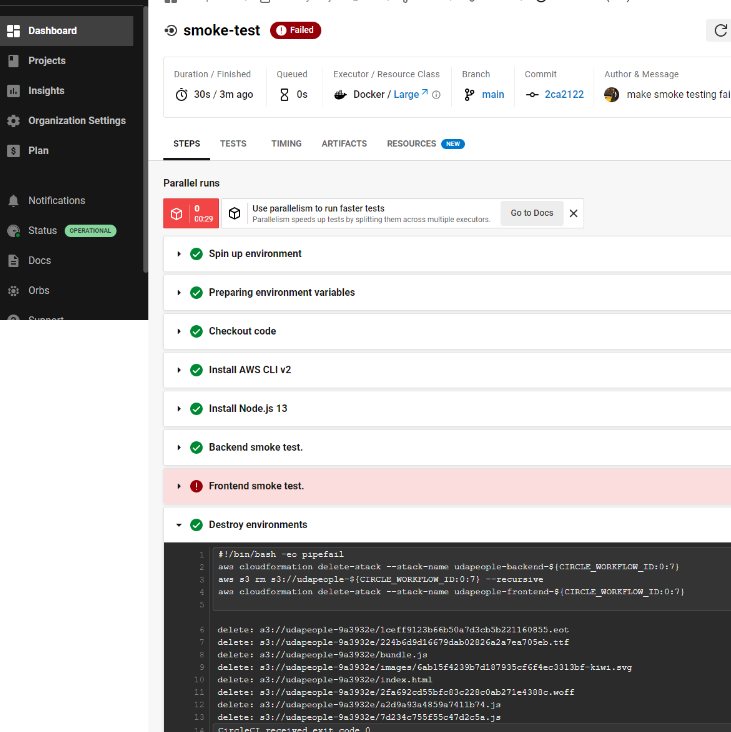 smoke-test
Failed
Dashboard
Projects
Insights
Organization Settings
Plan
Notifications
Status OPERATIONAL
Docs
Orbs
Support
Duration / Finished
30s / 3m ago
Queued
0s
Executor / Resource Class
Docker / Large
Branch
main
Commit
2ca2122
Author & Message
make smoke testing fai
STEPS TESTS TIMING ARTIFACTS RESOURCES NEW
Parallel runs
0
00:29
Use parallelism to run faster tests
Parallelism speeds up tests by splitting them across multiple executors.
Go to Docs
Spin up environment
Preparing environment variables
Checkout code
Install AWS CLI v2
Install Node.js 13
Backend smoke test.
Frontend smoke test.
Destroy environments
1 #!/bin/bash -eo pipefail
2 aws cloudformation delete-stack --stack-name udapeople-backend-${CIRCLE_WORKFLOW_ID:0:7}
3 aws s3 rm s3://udapeople-${CIRCLE_WORKFLOW_ID:0:7} --recursive
4 aws cloudformation delete-stack --stack-name udapeople-frontend-${CIRCLE_WORKFLOW_ID:0:7}
5
6 delete: s3://udapeople-9a3932e/1ceff9123b66b50a7d3cb5b221160855.eot
7 delete: s3://udapeople-9a3932e/224b6d9d16679dab02826a2a7ea705eb.ttf
8 delete: s3://udapeople-9a3932e/bundle.js
9 delete: s3://udapeople-9a3932e/images/6ab15f4239b7d187935cf6f4ec3313bf-kiwi.svg
10 delete: s3://udapeople-9a3932e/index.html
11 delete: s3://udapeople-9a3932e/2fa692cd55bfc83c228c0ab271e4388c.woff
12 delete: s3://udapeople-9a3932e/a2d9a93a4859a7411b74.js
13 delete: s3://udapeople-9a3932e/7d234c755f55c47d2c5a.js
14 CircleCI received exit code 0